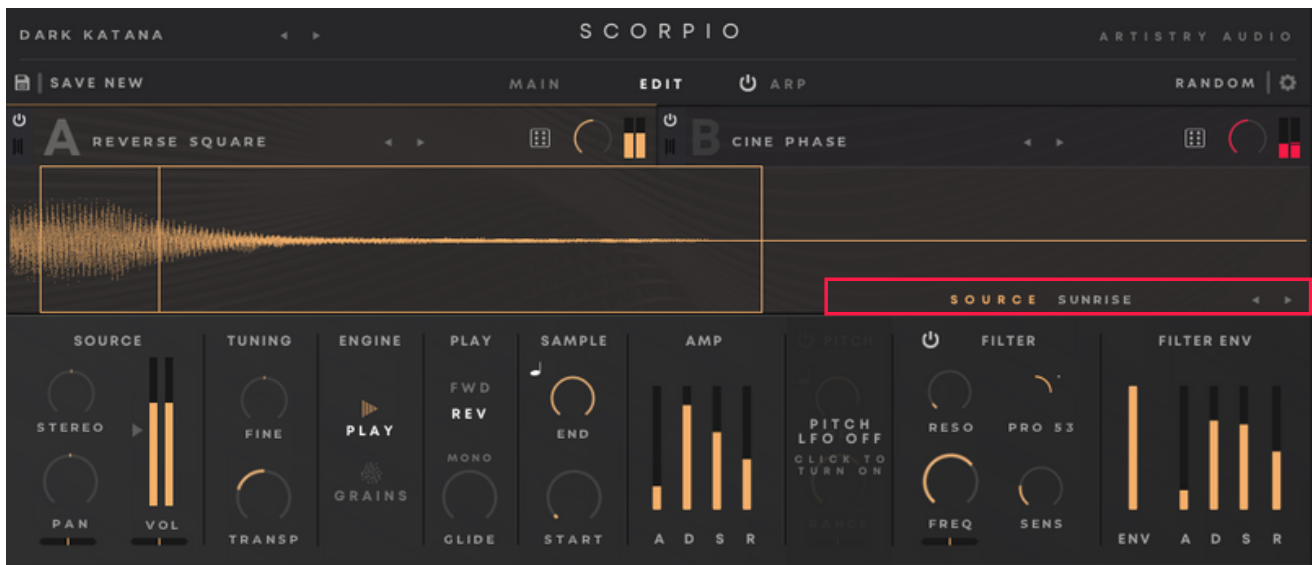 DARK KATANA SCORPIO ARTISTRY AUDIO
SAVE NEW MAIN EDIT ARP RANDOM
A REVERSE SQUARE B CINE PHASE
SOURCE SUNRISE
SOURCE TUNING ENGINE PLAY SAMPLE AMP PITCH FILTER FILTER ENV
FWD
REV
STEREO FINE PLAY END PITCH RESO PRO 53
LFO OFF
MONO CLICK TO
TURN ON
GRAINS
PAN VOL RANGE FREQ SENS
TRANSP GLIDE START A D S R ENV A D S R